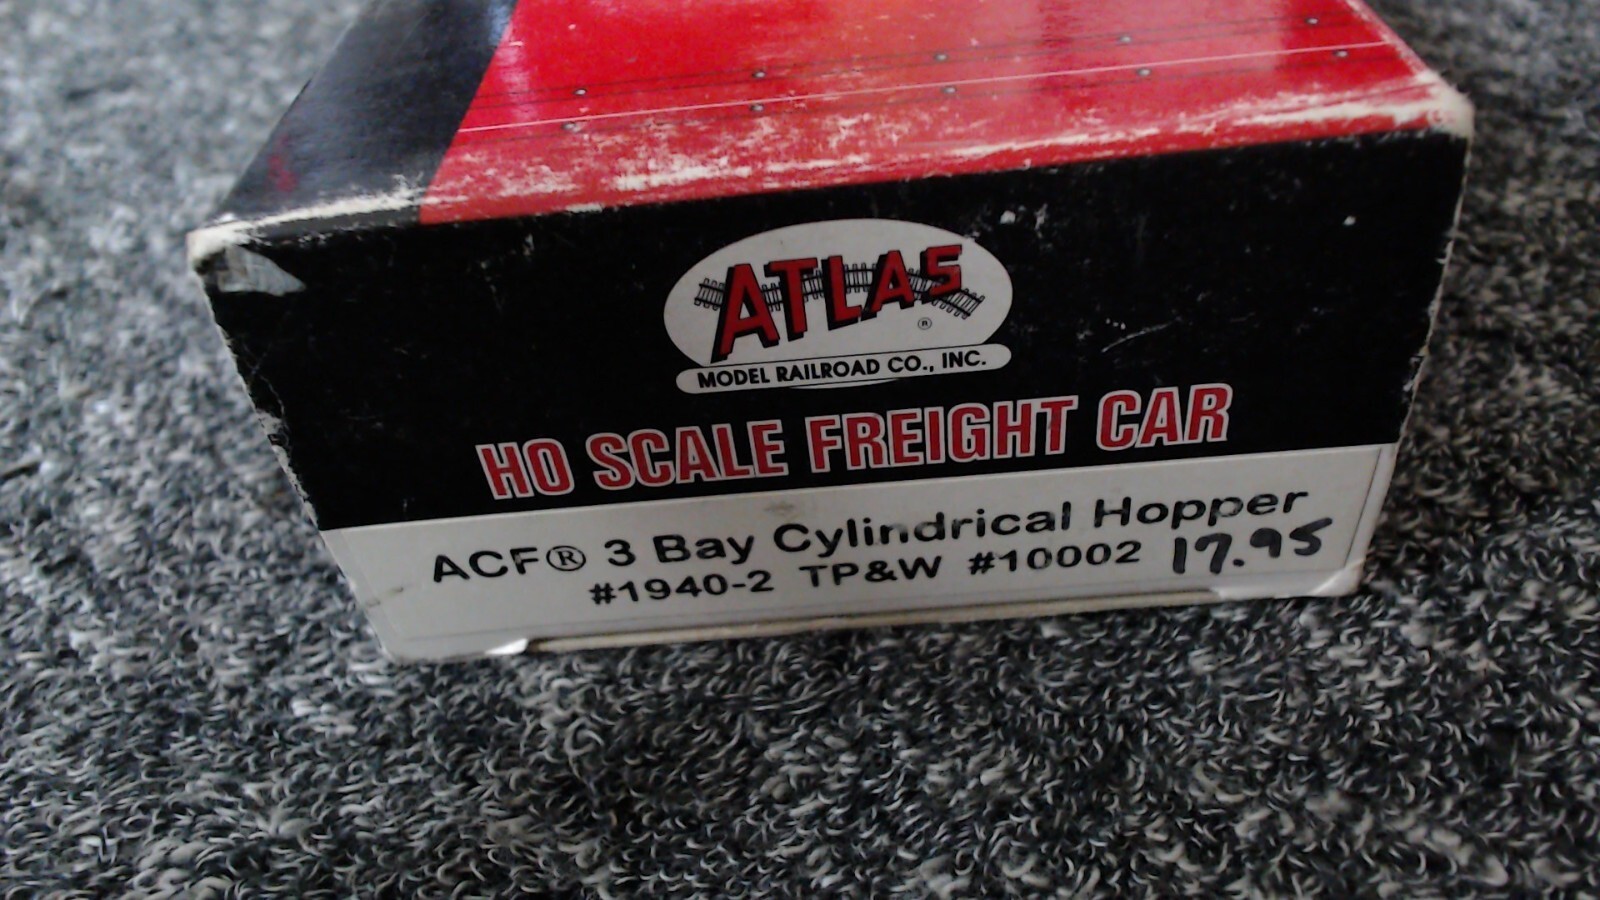 ATLAS
®
MODEL RAILROAD CO., INC.
HO SCALE FREIGHT CAR
ACF® 3 Bay Cylindrical Hopper
#1940-2 TP&W #10002 17.95